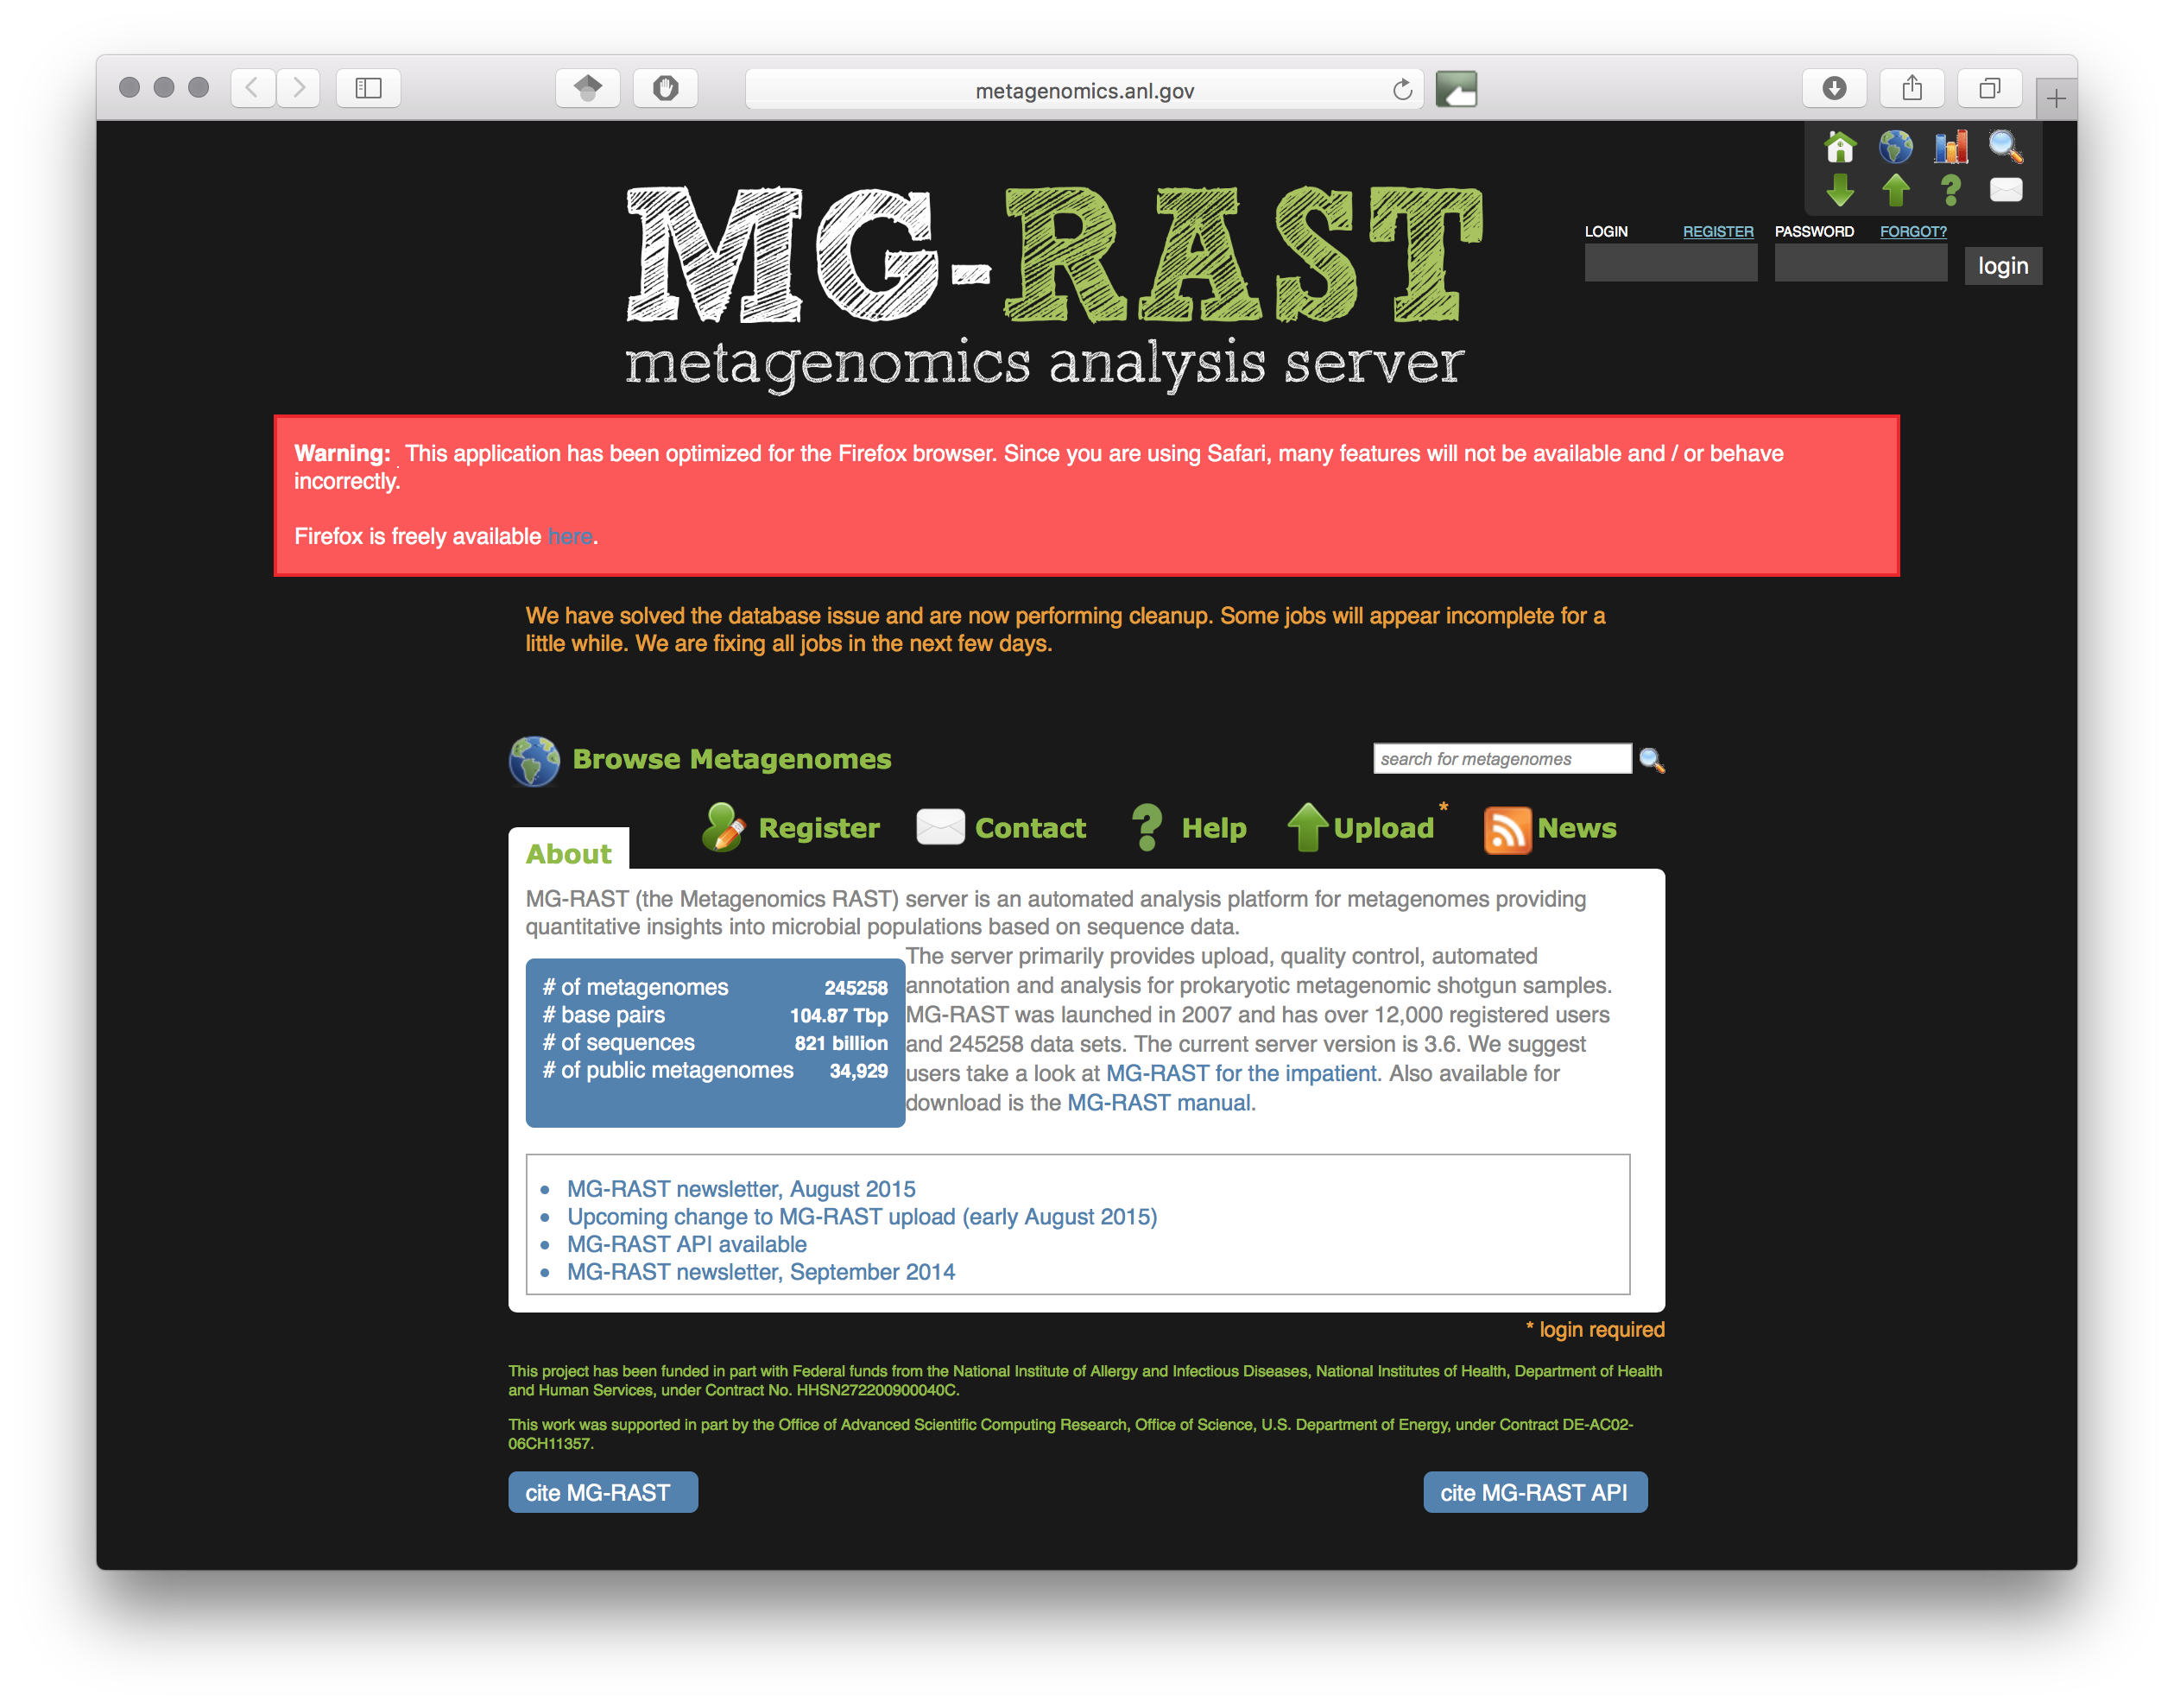 metagenomics.anl.gov
MG-RAST
metagenomics analysis server
LOGIN REGISTER PASSWORD FORGOT?
login
Warning: This application has been optimized for the Firefox browser. Since you are using Safari, many features will not be available and / or behave
incorrectly.
Firefox is freely available here.
We have solved the database issue and are now performing cleanup. Some jobs will appear incomplete for a
little while. We are fixing all jobs in the next few days.
Browse Metagenomes
search for metagenomes
About
Register
Contact
Help
Upload *
News
MG-RAST (the Metagenomics RAST) server is an automated analysis platform for metagenomes providing
quantitative insights into microbial populations based on sequence data.
# of metagenomes 245258
# base pairs 104.87 Tbp
# of sequences 821 billion
# of public metagenomes 34,929
The server primarily provides upload, quality control, automated
annotation and analysis for prokaryotic metagenomic shotgun samples.
MG-RAST was launched in 2007 and has over 12,000 registered users
and 245258 data sets. The current server version is 3.6. We suggest
users take a look at MG-RAST for the impatient. Also available for
download is the MG-RAST manual.
• MG-RAST newsletter, August 2015
• Upcoming change to MG-RAST upload (early August 2015)
• MG-RAST API available
• MG-RAST newsletter, September 2014
* login required
This project has been funded in part with Federal funds from the National Institute of Allergy and Infectious Diseases, National Institutes of Health, Department of Health
and Human Services, under Contract No. HHSN272200900040C.
This work was supported in part by the Office of Advanced Scientific Computing Research, Office of Science, U.S. Department of Energy, under Contract DE-AC02-
06CH11357.
cite MG-RAST
cite MG-RAST API